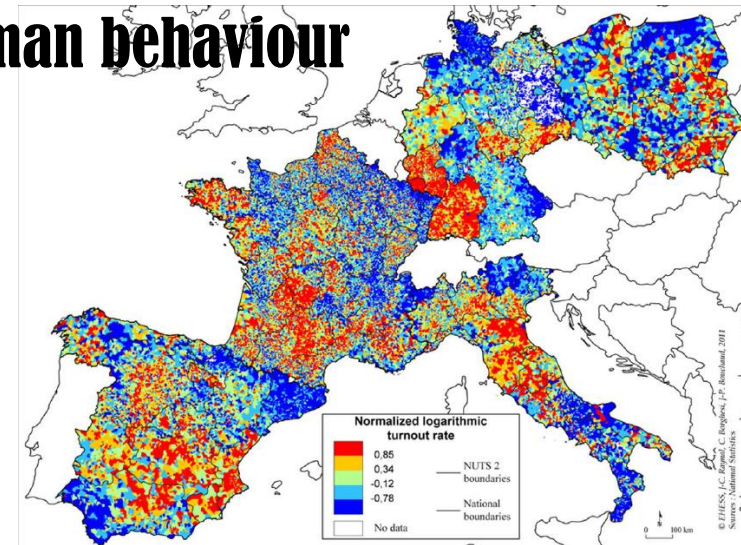 man behaviour
Normalized logarithmic
turnout rate
0,85
0,34
-0,12
-0,78
No data
NUTS 2
boundaries
National
boundaries
0 100 km
© EHESS, J-C. Raynal, C. Borghesi, J-P. Bouchaud, 2011
Sources : National Statistics